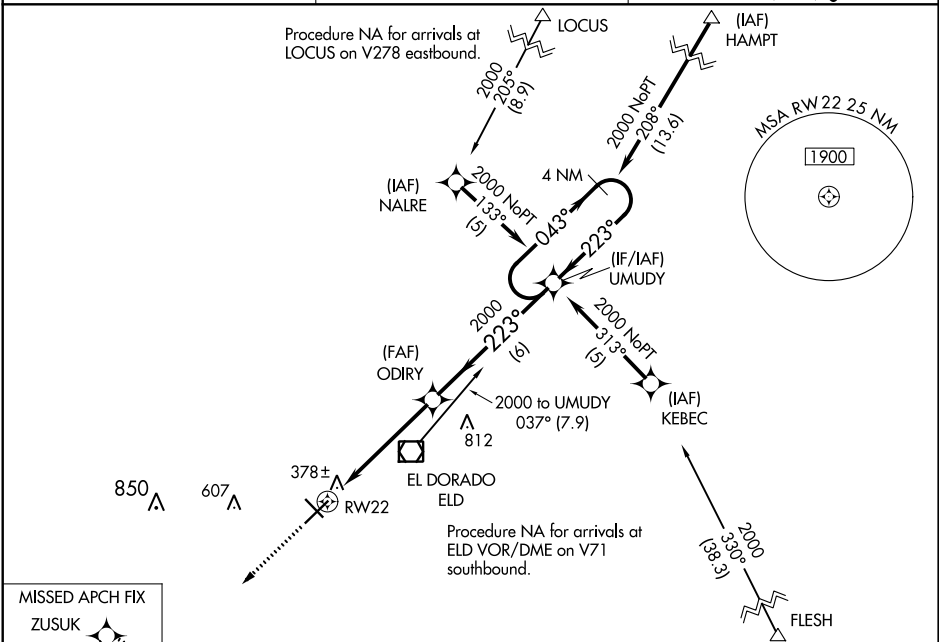 Procedure NA for arrivals at
LOCUS on V278 eastbound.
LOCUS
2000
205°
(8.9)
(IAF)
HAMPT
2000 NoPT
208°
(13.6)
MSA RW22 25 NM
1900
(IAF)
NALRE
2000 NoPT
133°
(5)
4 NM
043°
223°
(IF/IAF)
UMUDY
2000
223°
(6)
2000 NoPT
313°
(5)
(IAF)
KEBEC
(FAF)
ODIRY
2000 to UMUDY
037° (7.9)
812
EL DORADO
ELD
378±
RW22
850
607
Procedure NA for arrivals at
ELD VOR/DME on V71
southbound.
2000
330°
(38.3)
FLESH
MISSED APCH FIX
ZUSUK